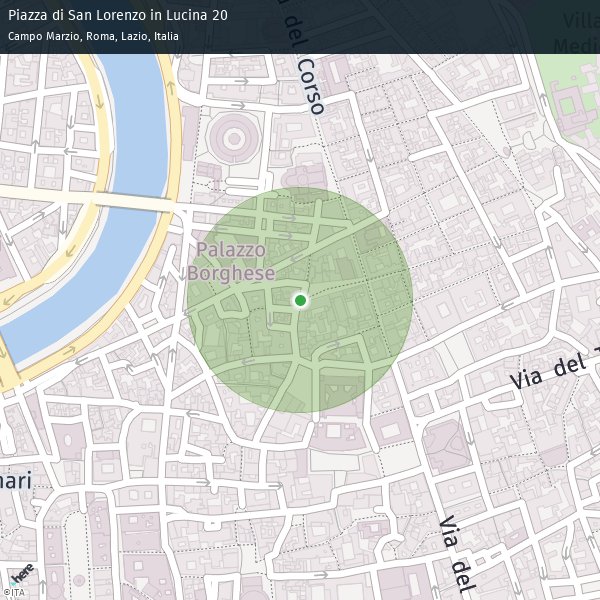 Piazza di San Lorenzo in Lucina 20
Campo Marzio, Roma, Lazio, Italia
Via del Corso
Villa
Medi
Palazzo
Borghese
Via del T
nari
Via del
here
©ITA